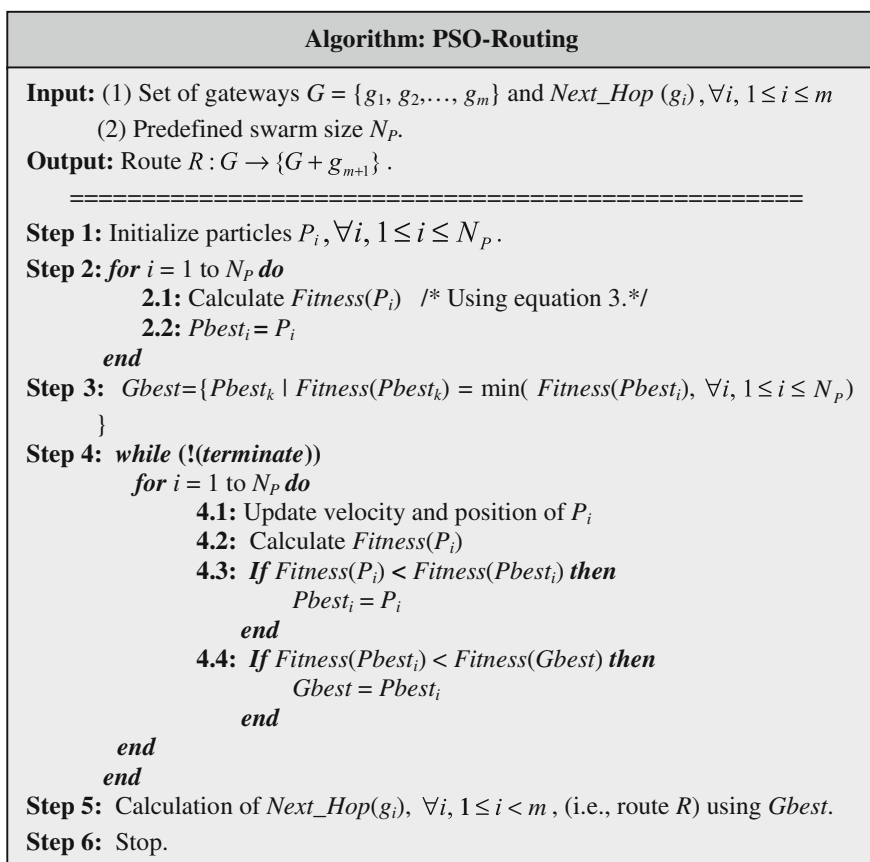 Algorithm: PSO-Routing
Input: (1) Set of gateways G = {g₁, g₂,…, gₘ} and Next_Hop (gᵢ) ,∀i, 1 ≤ i ≤ m
(2) Predefined swarm size N_P.
Output: Route R : G → {G + gₘ₊₁} .
===================================================
Step 1: Initialize particles Pᵢ ,∀i, 1 ≤ i ≤ N_P .
Step 2: for i = 1 to N_P do
2.1: Calculate Fitness(Pᵢ) /* Using equation 3.*/
2.2: Pbestᵢ = Pᵢ
end
Step 3: Gbest={Pbestₖ | Fitness(Pbestₖ) = min( Fitness(Pbestᵢ), ∀i, 1 ≤ i ≤ N_P )
}
Step 4: while (!(terminate))
for i = 1 to N_P do
4.1: Update velocity and position of Pᵢ
4.2: Calculate Fitness(Pᵢ)
4.3: If Fitness(Pᵢ) < Fitness(Pbestᵢ) then
Pbestᵢ = Pᵢ
end
4.4: If Fitness(Pbestᵢ) < Fitness(Gbest) then
Gbest = Pbestᵢ
end
end
end
Step 5: Calculation of Next_Hop(gᵢ), ∀i, 1 ≤ i < m , (i.e., route R) using Gbest.
Step 6: Stop.